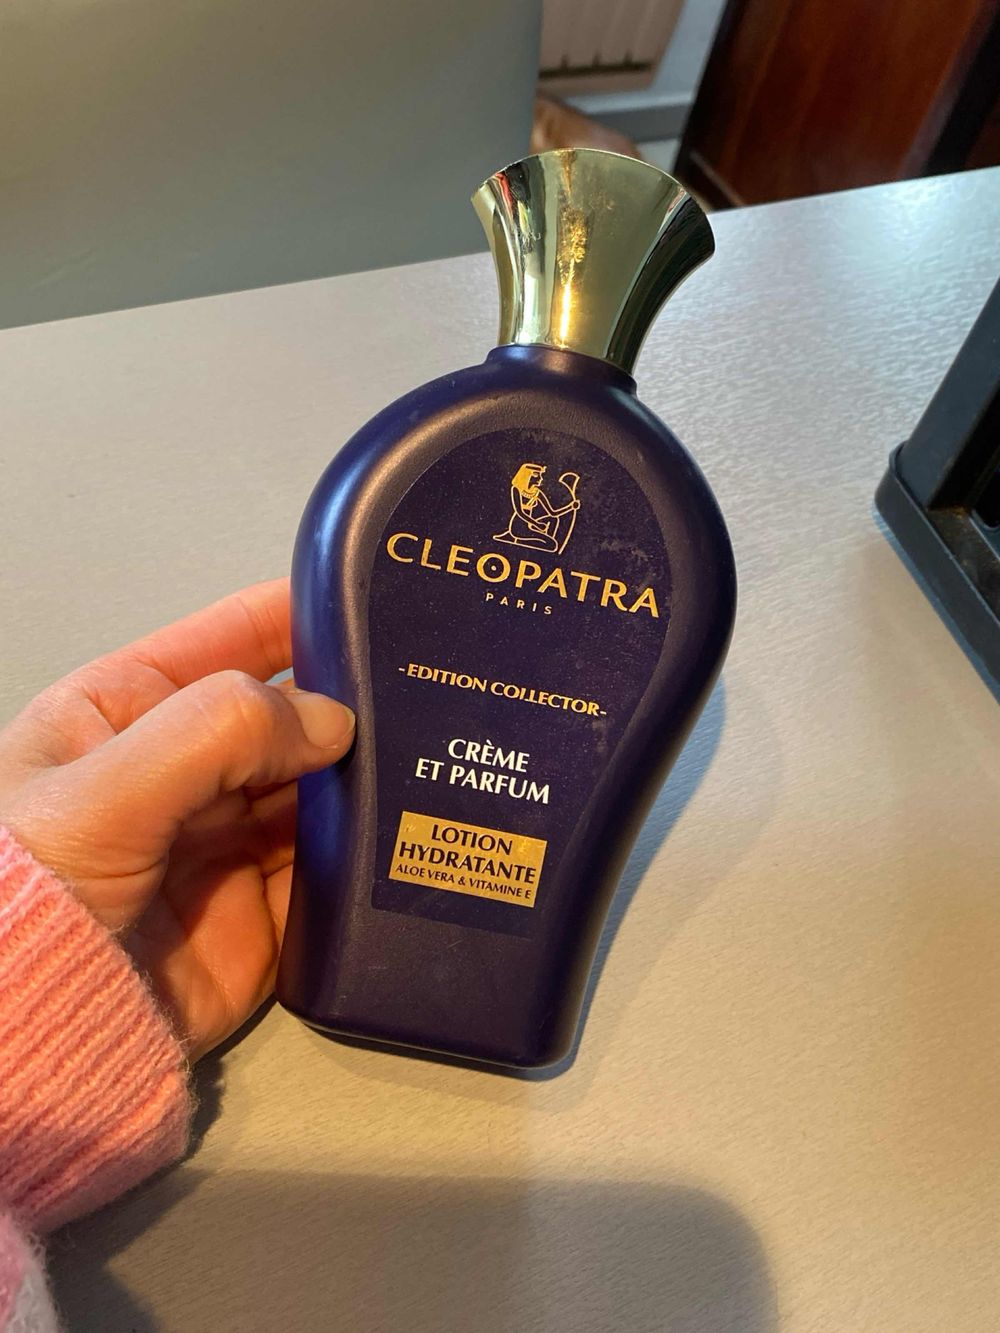 CLEOPATRA
PARIS
-EDITION COLLECTOR-
CRÈME
ET PARFUM
LOTION
HYDRATANTE
ALOE VERA & VITAMINE E